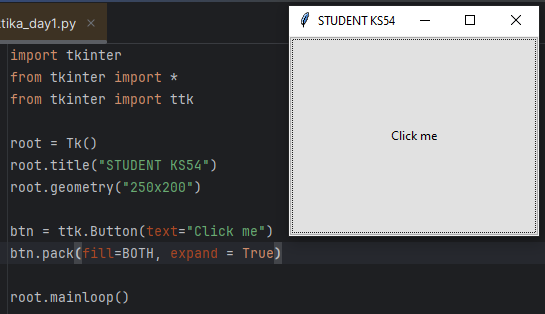 ttika_day1.py
import tkinter
from tkinter import *
from tkinter import ttk
root = Tk()
root.title("STUDENT KS54")
root.geometry("250x200")
btn = ttk.Button(text="Click me")
btn.pack(fill=BOTH, expand = True)
root.mainloop()
STUDENT KS54
Click me